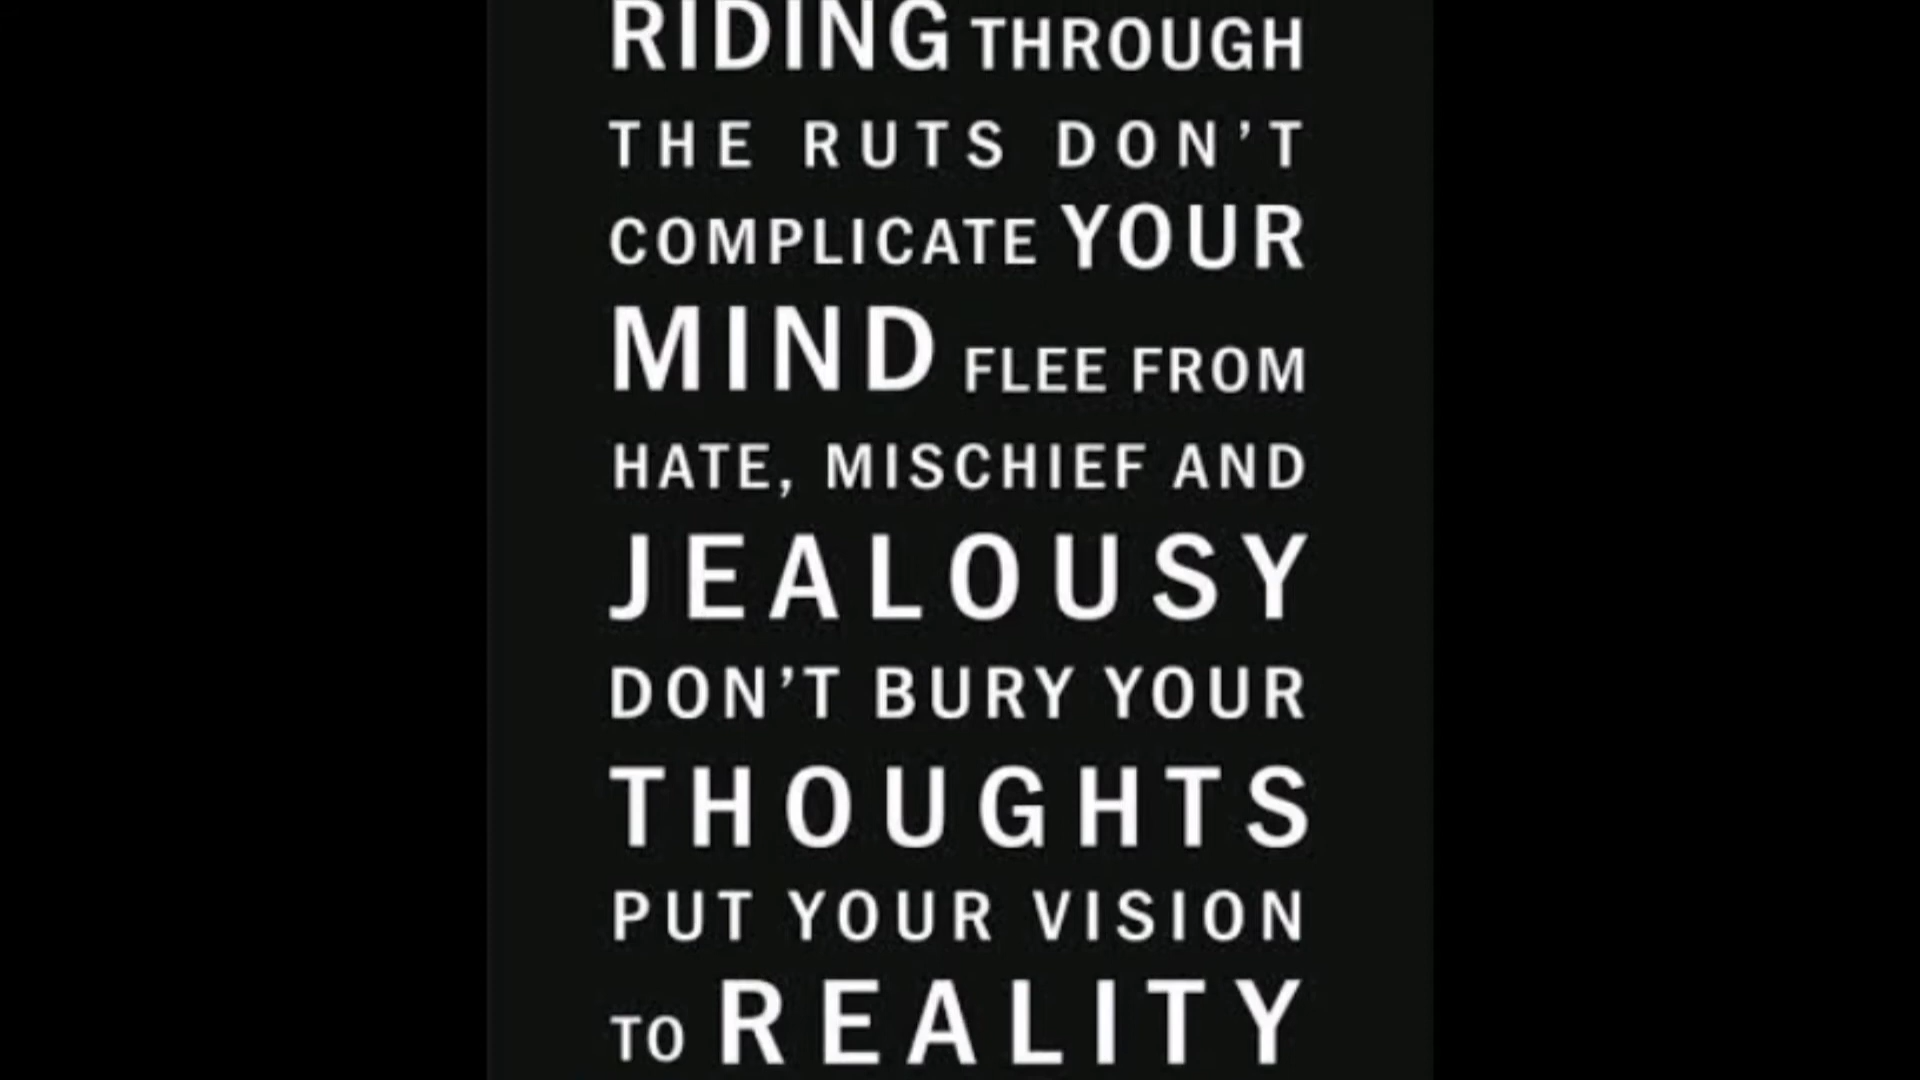 RIDING THROUGH
THE RUTS DON'T
COMPLICATE YOUR
MIND FLEE FROM
HATE, MISCHIEF AND
JEALOUSY
DON'T BURY YOUR
THOUGHTS
PUT YOUR VISION
TO REALITY